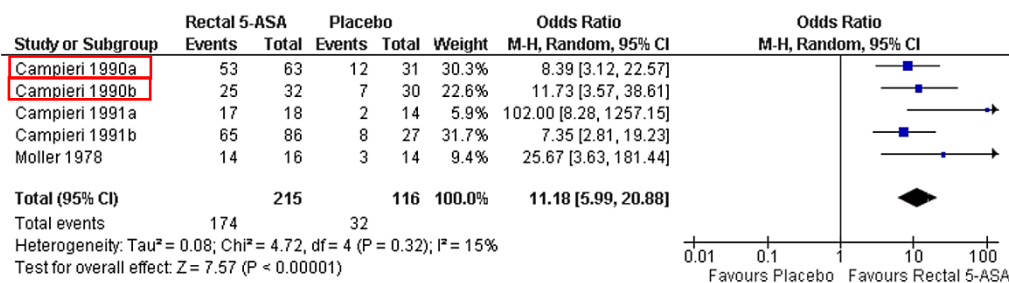 Rectal 5-ASA Placebo Odds Ratio Odds Ratio
Study or Subgroup Events Total Events Total Weight M-H, Random, 95% CI M-H, Random, 95% CI
Campieri 1990a 53 63 12 31 30.3% 8.39 [3.12, 22.57]
Campieri 1990b 25 32 7 30 22.6% 11.73 [3.57, 38.61]
Campieri 1991a 17 18 2 14 5.9% 102.00 [8.28, 1257.15]
Campieri 1991b 65 86 8 27 31.7% 7.35 [2.81, 19.23]
Moller 1978 14 16 3 14 9.4% 25.67 [3.63, 181.44]
Total (95% CI) 215 116 100.0% 11.18 [5.99, 20.88]
Total events 174 32
Heterogeneity: Tau² = 0.08; Chi² = 4.72, df = 4 (P = 0.32); I² = 15%
Test for overall effect: Z = 7.57 (P < 0.00001)
0.01 0.1 1 10 100
Favours Placebo Favours Rectal 5-ASA